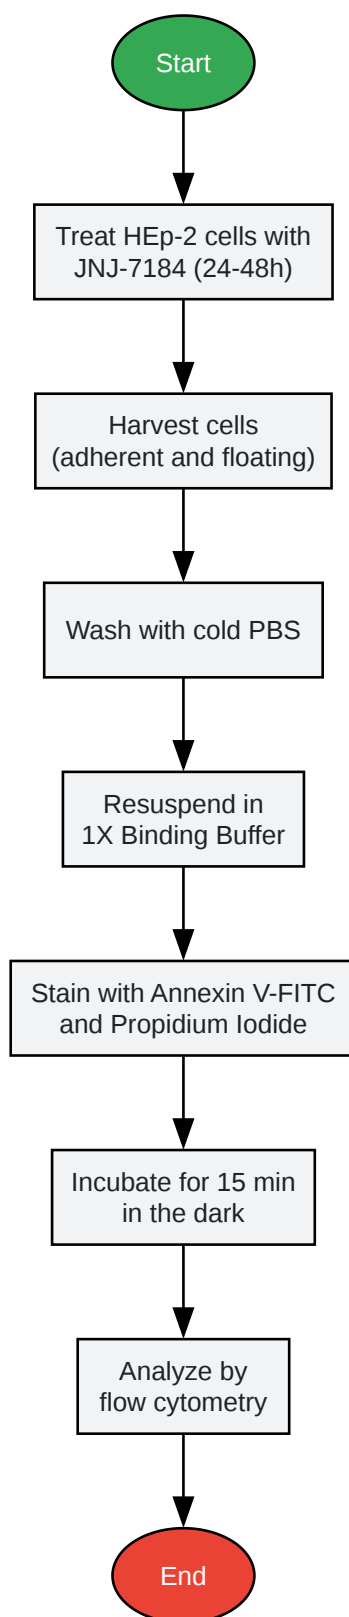 Start
Treat HEp-2 cells with
JNJ-7184 (24-48h)
Harvest cells
(adherent and floating)
Wash with cold PBS
Resuspend in
1X Binding Buffer
Stain with Annexin V-FITC
and Propidium Iodide
Incubate for 15 min
in the dark
Analyze by
flow cytometry
End